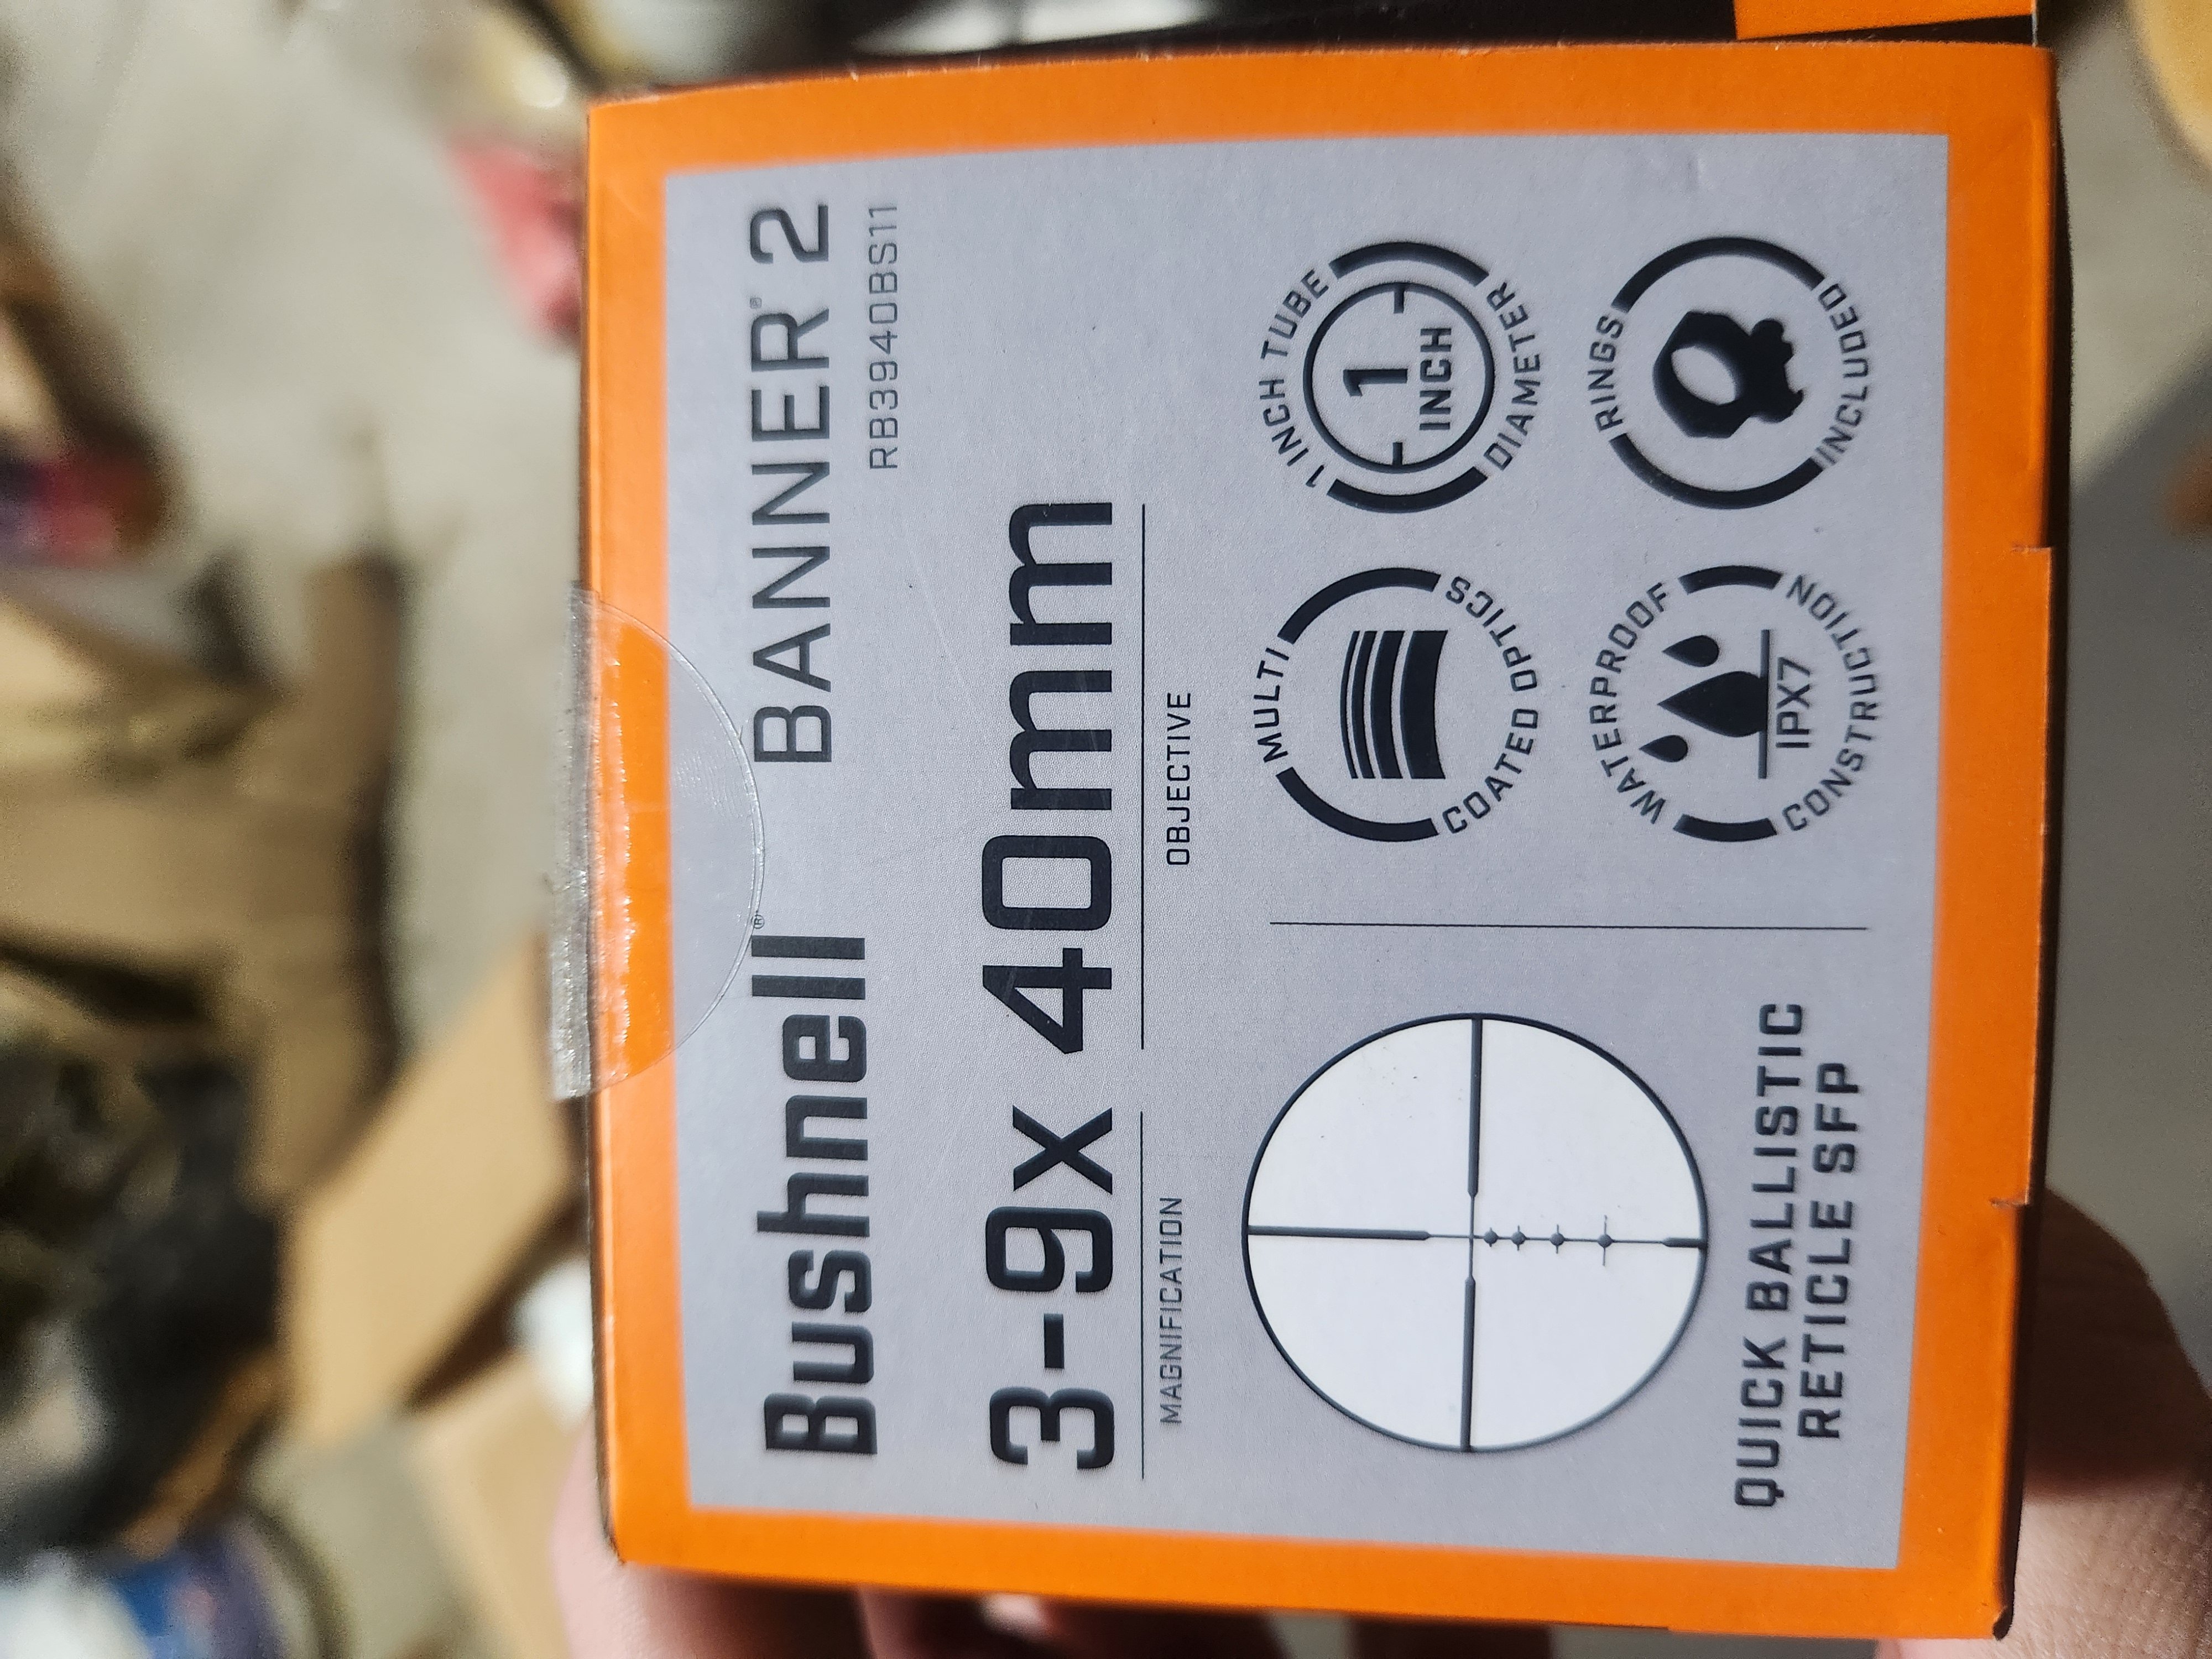 Bushnell® BANNER® 2
RB3940BS11
3-9x 40mm
MAGNIFICATION OBJECTIVE
QUICK BALLISTIC
RETICLE SFP
MULTI
COATED OPTICS
1 INCH TUBE
1
INCH
DIAMETER
WATERPROOF
IPX7
CONSTRUCTION
RINGS
INCLUDED